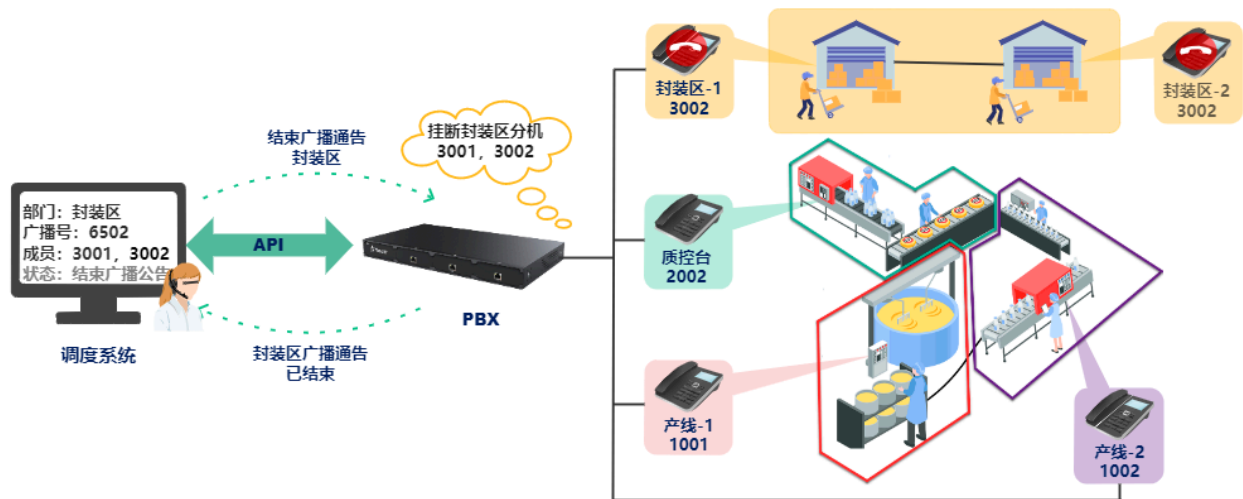 结束广播通告
封装区
挂断封装区分机
3001，3002
部门：封装区
广播号：6502
成员：3001，3002
状态：结束广播公告
API
调度系统
PBX
封装区广播通告
已结束
封装区-1
3002
封装区-2
3002
质控台
2002
产线-1
1001
产线-2
1002